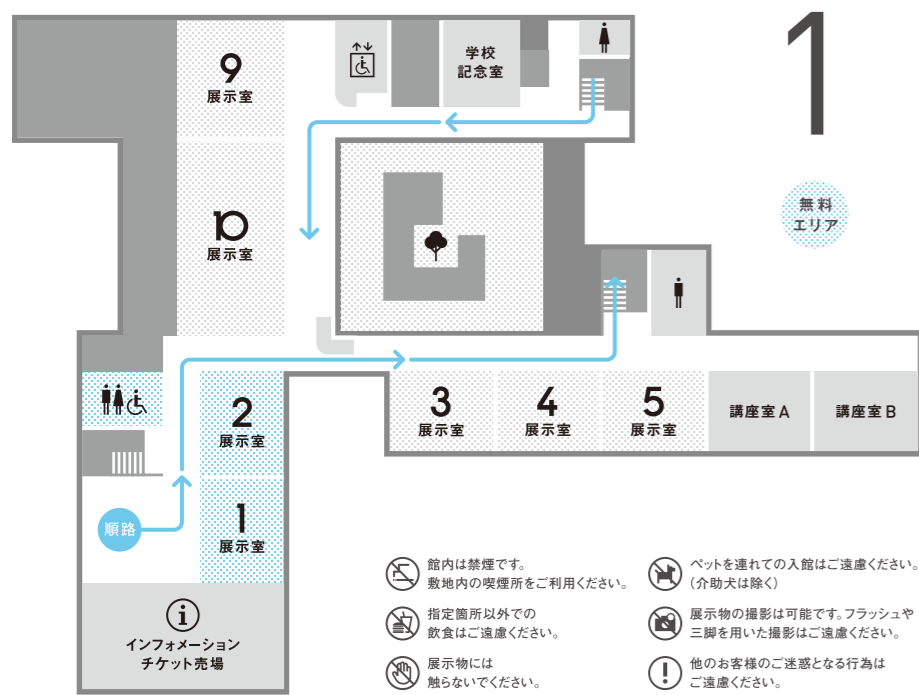 1
無料
エリア
9
展示室
学校
記念室
10
展示室
2
展示室
1
展示室
順路
3
展示室
4
展示室
5
展示室
講座室A
講座室B
i
インフォメーション
チケット売場
館内は禁煙です。
敷地内の喫煙所をご利用ください。
指定箇所以外での
飲食はご遠慮ください。
展示物には
触らないでください。
ペットを連れての入館はご遠慮ください。
(介助犬は除く)
展示物の撮影は可能です。フラッシュや
三脚を用いた撮影はご遠慮ください。
他のお客様のご迷惑となる行為は
ご遠慮ください。